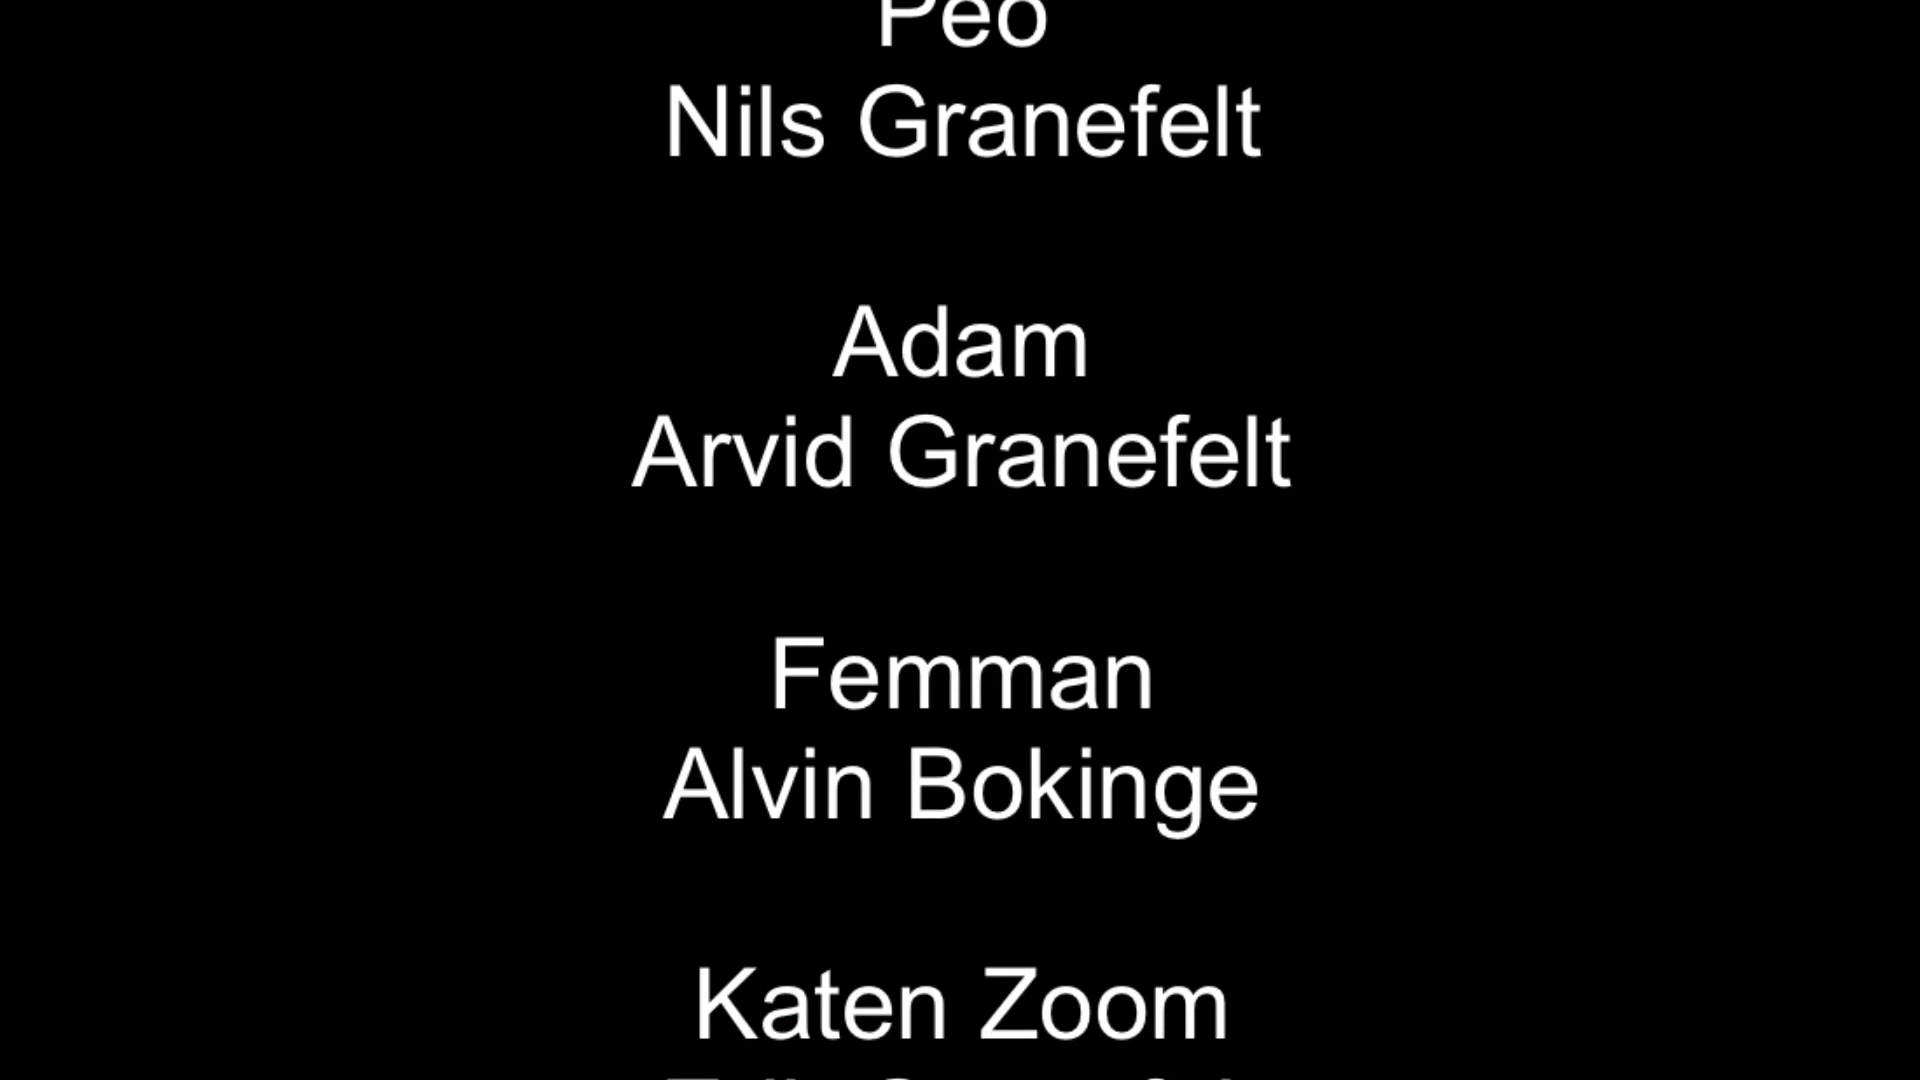 Peo
Nils Granefelt
Adam
Arvid Granefelt
Femman
Alvin Bokinge
Katen Zoom